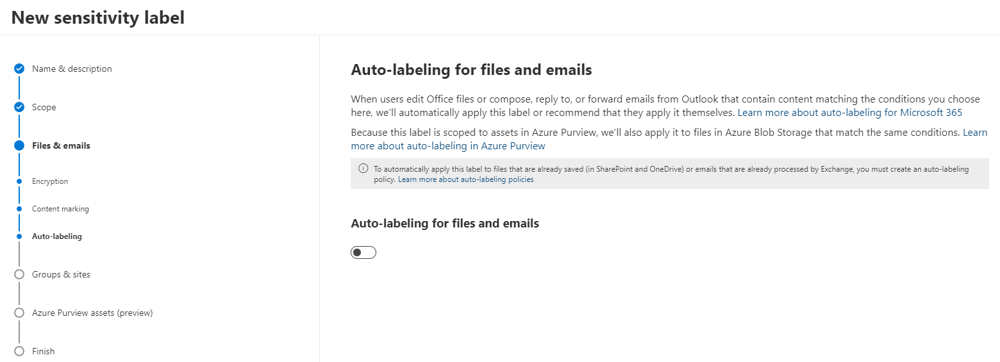 New sensitivity label
Name & description
Scope
Files & emails
Encryption
Content marking
Auto-labeling
Groups & sites
Azure Purview assets (preview)
Finish
Auto-labeling for files and emails
When users edit Office files or compose, reply to, or forward emails from Outlook that contain content matching the conditions you choose
here, we'll automatically apply this label or recommend that they apply it themselves. Learn more about auto-labeling for Microsoft 365
Because this label is scoped to assets in Azure Purview, we'll also apply it to files in Azure Blob Storage that match the same conditions. Learn
more about auto-labeling in Azure Purview
To automatically apply this label to files that are already saved (in SharePoint and OneDrive) or emails that are already processed by Exchange, you must create an auto-labeling
policy. Learn more about auto-labeling policies
Auto-labeling for files and emails